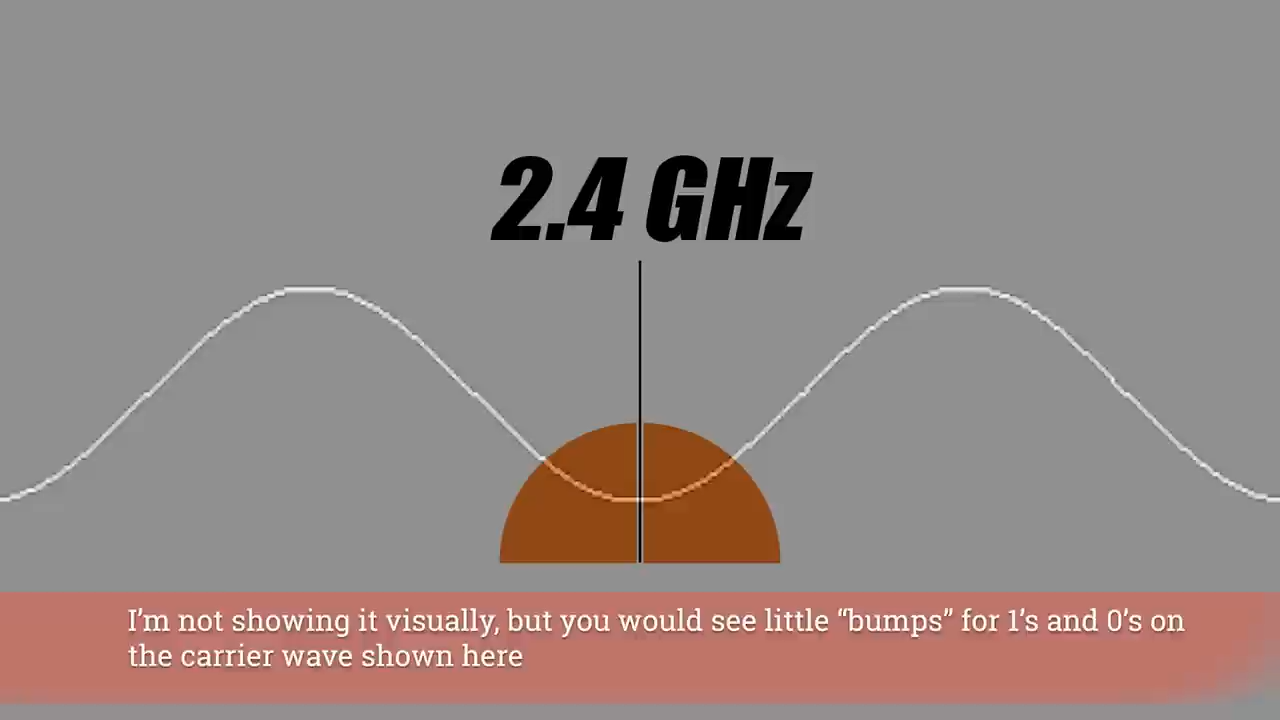 2.4 GHz
I’m not showing it visually, but you would see little “bumps” for 1’s and 0’s on
the carrier wave shown here